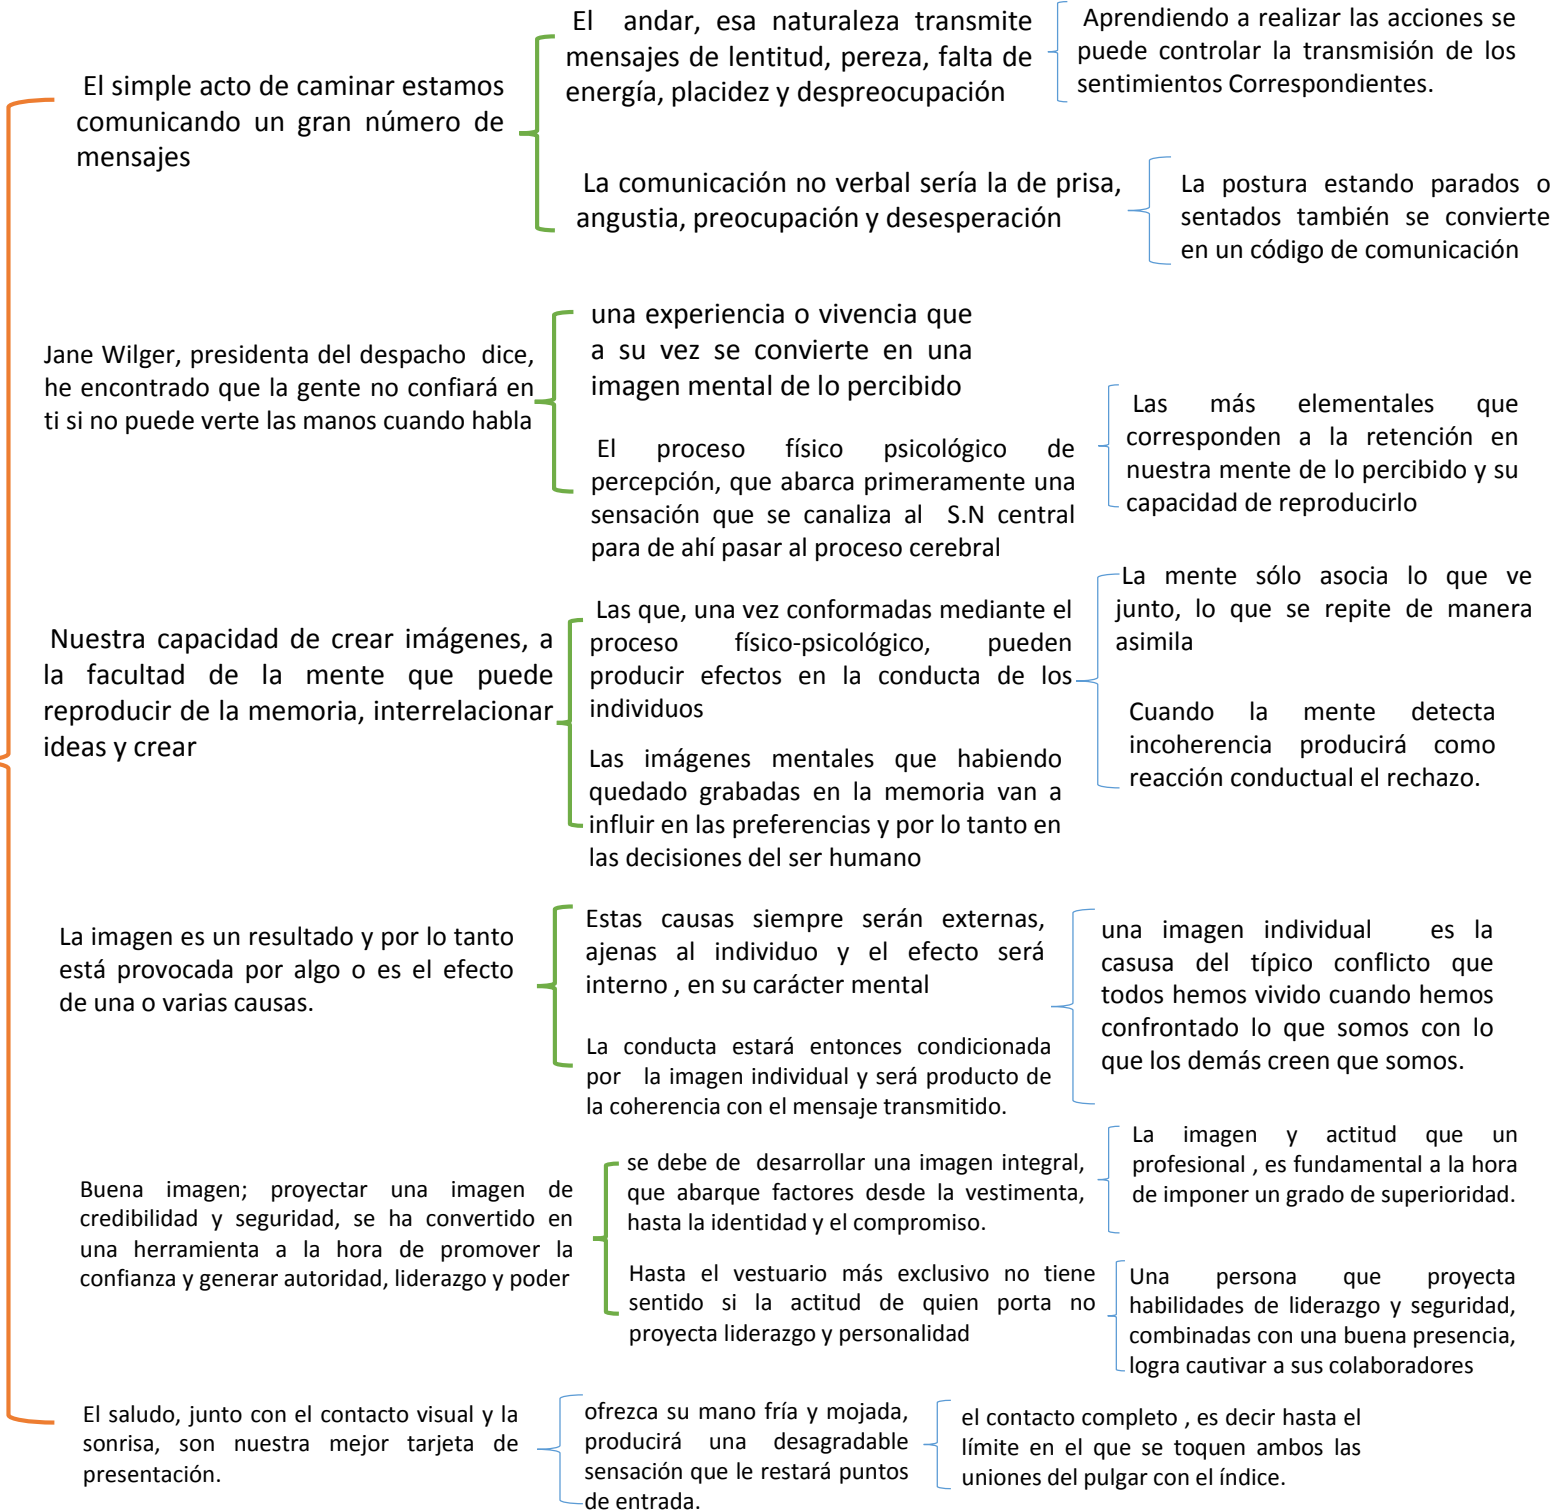 El simple acto de caminar estamos
comunicando un gran número de
mensajes
El andar, esa naturaleza transmite
mensajes de lentitud, pereza, falta de
energía, placidez y despreocupación
Aprendiendo a realizar las acciones se
puede controlar la transmisión de los
sentimientos Correspondientes.
La comunicación no verbal sería la de prisa,
angustia, preocupación y desesperación
La postura estando parados o
sentados también se convierte
en un código de comunicación
Jane Wilger, presidenta del despacho dice,
he encontrado que la gente no confiará en
ti si no puede verte las manos cuando habla
una experiencia o vivencia que
a su vez se convierte en una
imagen mental de lo percibido
El proceso físico psicológico de
percepción, que abarca primeramente una
sensación que se canaliza al S.N central
para de ahí pasar al proceso cerebral
Las más elementales que
corresponden a la retención en
nuestra mente de lo percibido y su
capacidad de reproducirlo
Nuestra capacidad de crear imágenes, a
la facultad de la mente que puede
reproducir de la memoria, interrelacionar
ideas y crear
Las que, una vez conformadas mediante el
proceso físico-psicológico, pueden
producir efectos en la conducta de los
individuos
Las imágenes mentales que habiendo
quedado grabadas en la memoria van a
influir en las preferencias y por lo tanto en
las decisiones del ser humano
La mente sólo asocia lo que ve
junto, lo que se repite de manera
asimila
Cuando la mente detecta
incoherencia producirá como
reacción conductual el rechazo.
La imagen es un resultado y por lo tanto
está provocada por algo o es el efecto
de una o varias causas.
Estas causas siempre serán externas,
ajenas al individuo y el efecto será
interno , en su carácter mental
La conducta estará entonces condicionada
por la imagen individual y será producto de
la coherencia con el mensaje transmitido.
una imagen individual es la
casusa del típico conflicto que
todos hemos vivido cuando hemos
confrontado lo que somos con lo
que los demás creen que somos.
Buena imagen; proyectar una imagen de
credibilidad y seguridad, se ha convertido en
una herramienta a la hora de promover la
confianza y generar autoridad, liderazgo y poder
se debe de desarrollar una imagen integral,
que abarque factores desde la vestimenta,
hasta la identidad y el compromiso.
La imagen y actitud que un
profesional , es fundamental a la hora
de imponer un grado de superioridad.
Hasta el vestuario más exclusivo no tiene
sentido si la actitud de quien porta no
proyecta liderazgo y personalidad
Una persona que proyecta
habilidades de liderazgo y seguridad,
combinadas con una buena presencia,
logra cautivar a sus colaboradores
El saludo, junto con el contacto visual y la
sonrisa, son nuestra mejor tarjeta de
presentación.
ofrezca su mano fría y mojada,
producirá una desagradable
sensación que le restará puntos
de entrada.
el contacto completo , es decir hasta el
límite en el que se toquen ambos las
uniones del pulgar con el índice.